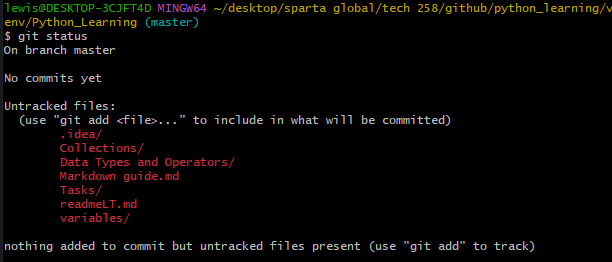 lewis@DESKTOP-3CJFT4D MINGW64 ~/desktop/sparta global/tech 258/github/python_learning/v
env/Python_Learning (master)
$ git status
On branch master
No commits yet
Untracked files:
(use "git add <file>..." to include in what will be committed)
.idea/
Collections/
Data Types and Operators/
Markdown guide.md
Tasks/
readmeLT.md
variables/
nothing added to commit but untracked files present (use "git add" to track)